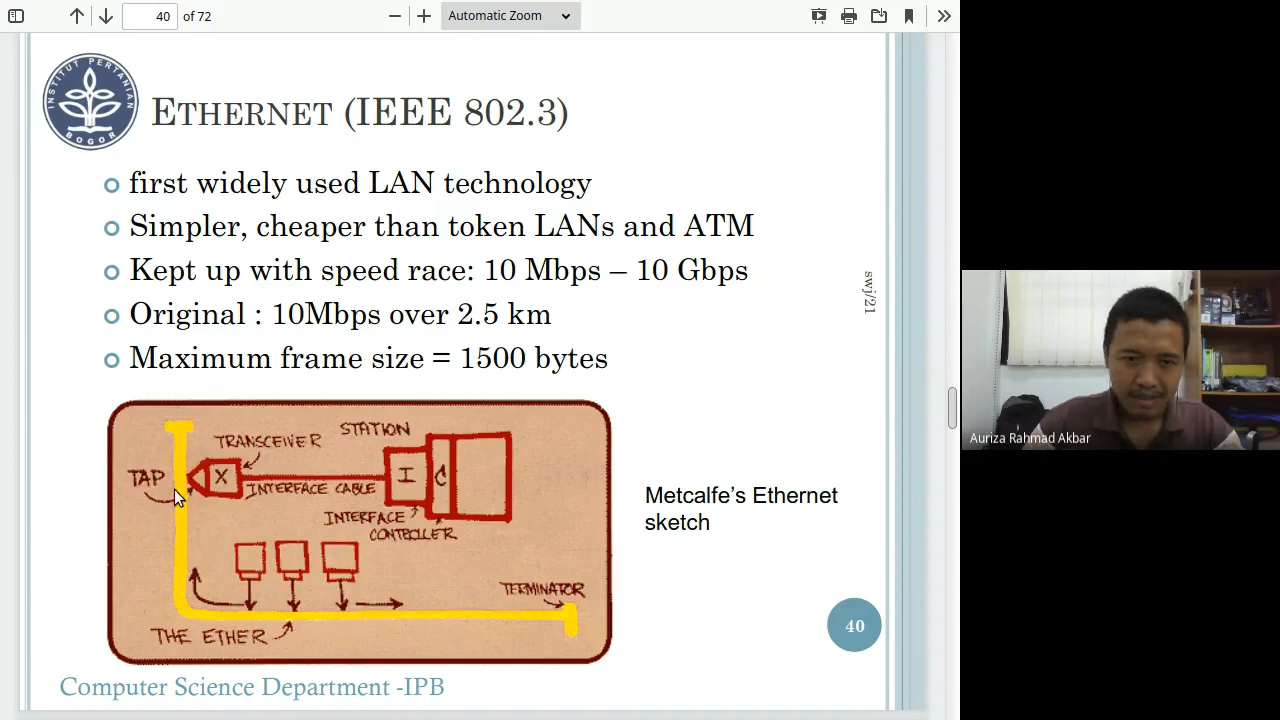 40 of 72
Automatic Zoom
INSTITUT PERTANIAN
BOGOR
ETHERNET (IEEE 802.3)
first widely used LAN technology
Simpler, cheaper than token LANs and ATM
Kept up with speed race: 10 Mbps – 10 Gbps
Original : 10Mbps over 2.5 km
Maximum frame size = 1500 bytes
swj/21
STATION
TRANSCEIVER
TAP
X
I
C
INTERFACE CABLE
INTERFACE
CONTROLLER
TERMINATOR
THE ETHER
Metcalfe's Ethernet
sketch
40
Computer Science Department -IPB
Auriza Rahmad Akbar